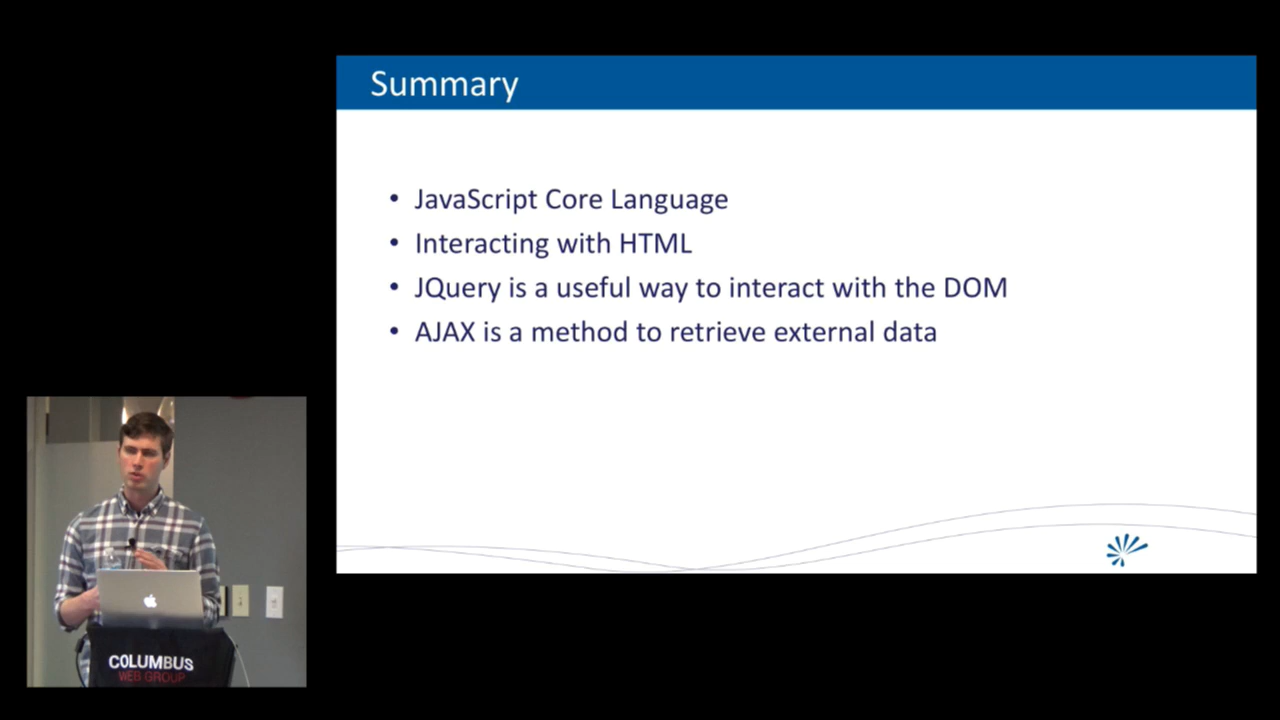 Summary
• JavaScript Core Language
• Interacting with HTML
• JQuery is a useful way to interact with the DOM
• AJAX is a method to retrieve external data
COLUMBUS
WEB GROUP